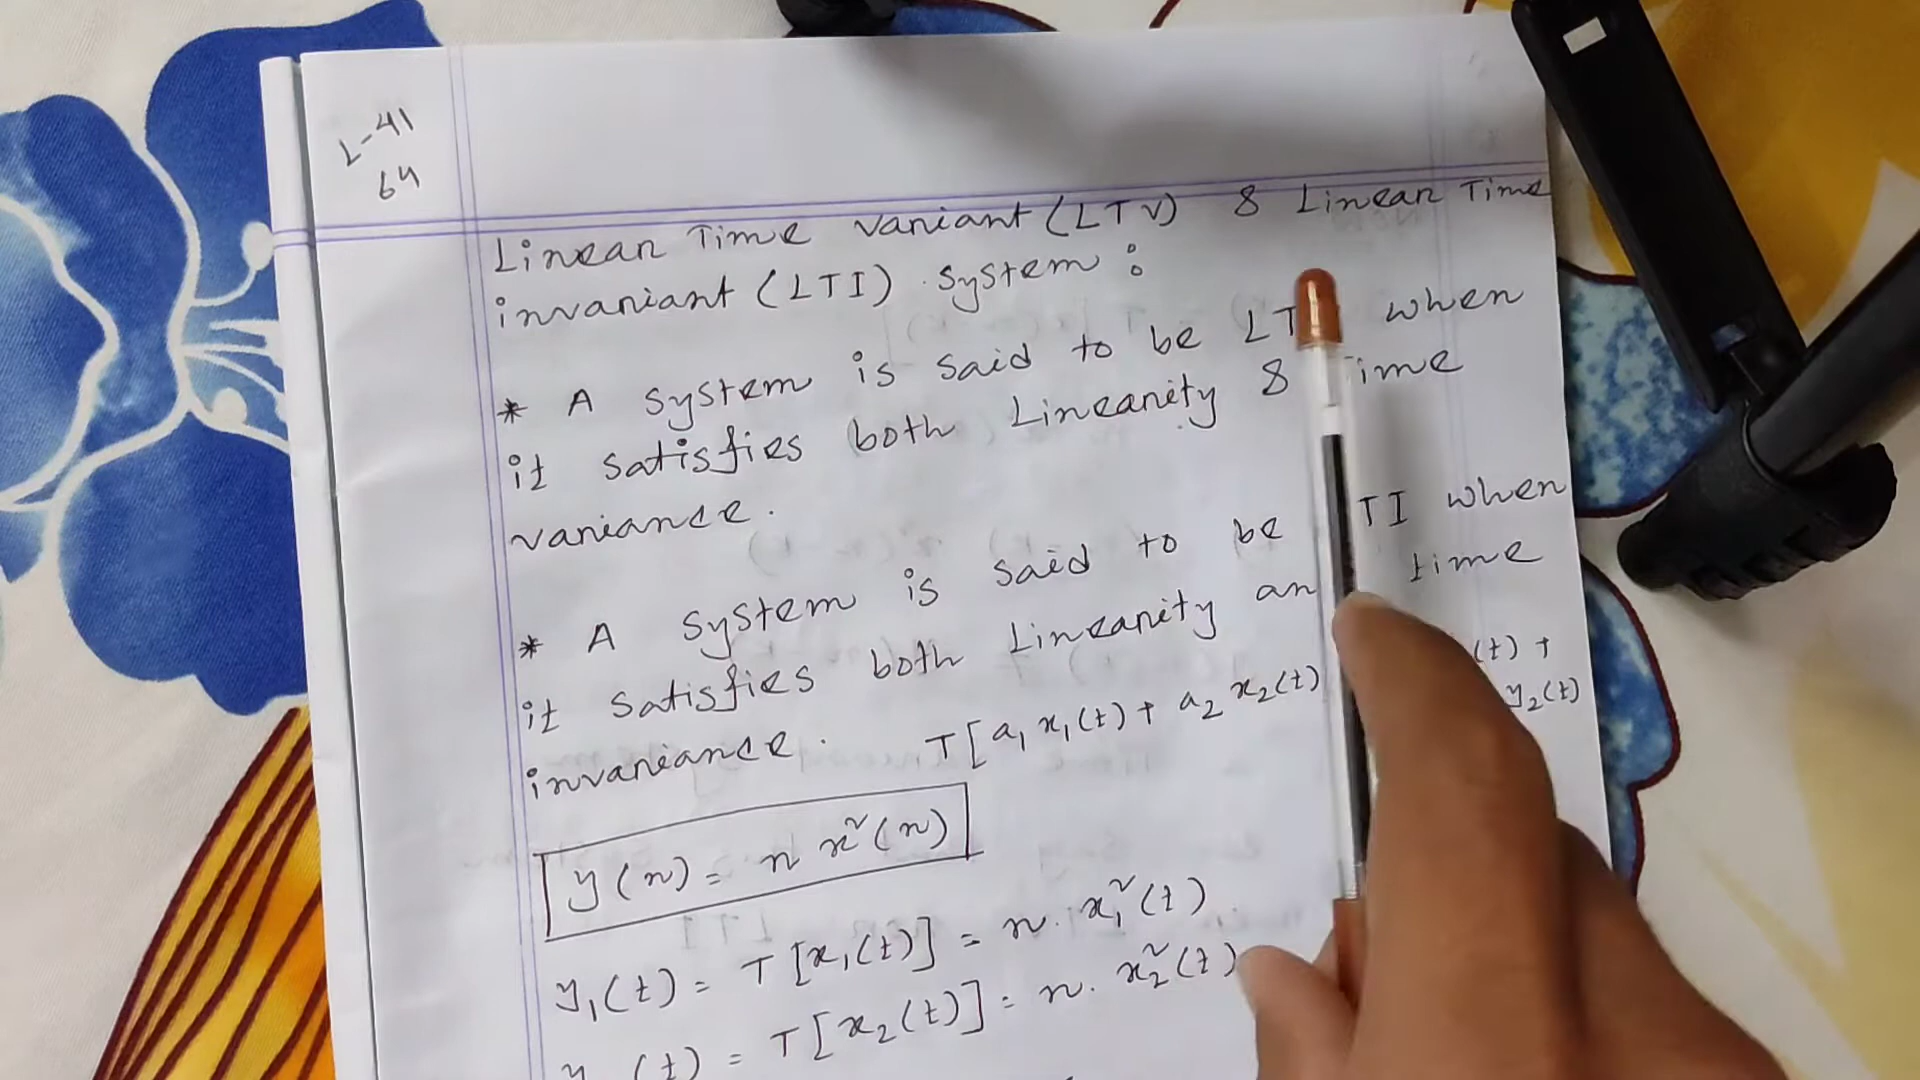 L-41
64
Linear Time variant (LTV) & Linear Time
invariant (LTI) system :
* A system is said to be LT when
it satisfies both Linearity & Time
variance.
* A system is said to be TI when
it satisfies both Linearity an time
invariance. T[a₁ x₁(t) + a₂ x₂(t)
(t) +
y₂(t)
y(n) = n x²(n)
y₁(t) = T[x₁(t)] = n. x₁²(t)
(t) = T[x₂(t)] = n. x₂²(t)